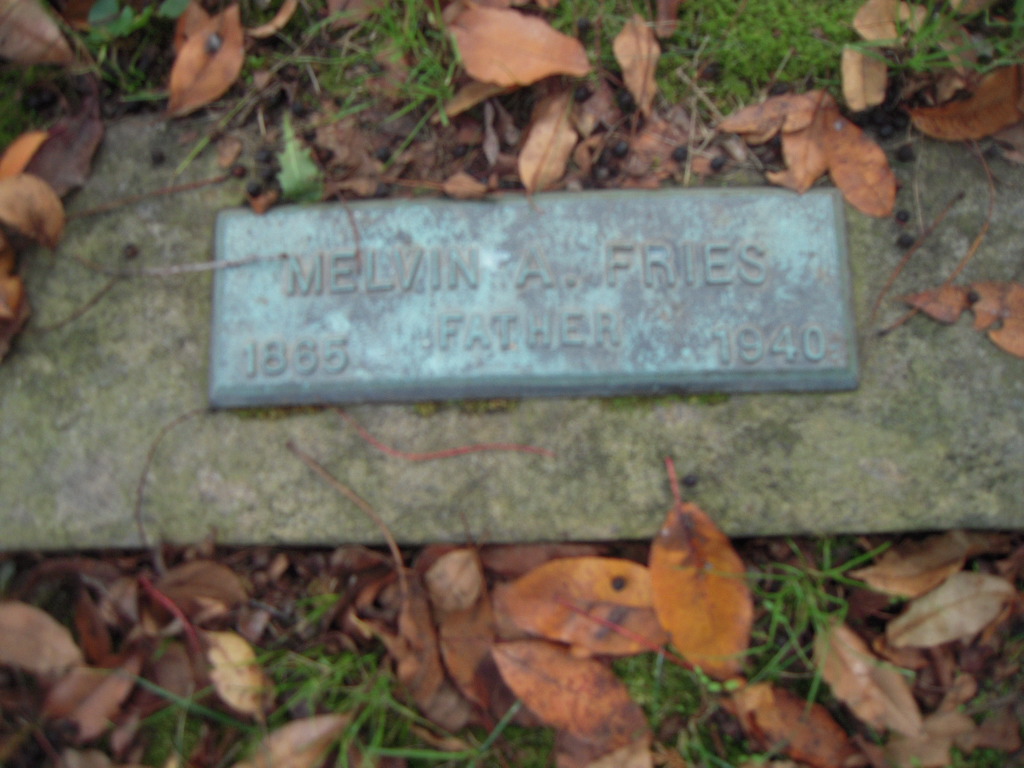 MELVIN A. FRIES
FATHER
1865 1940